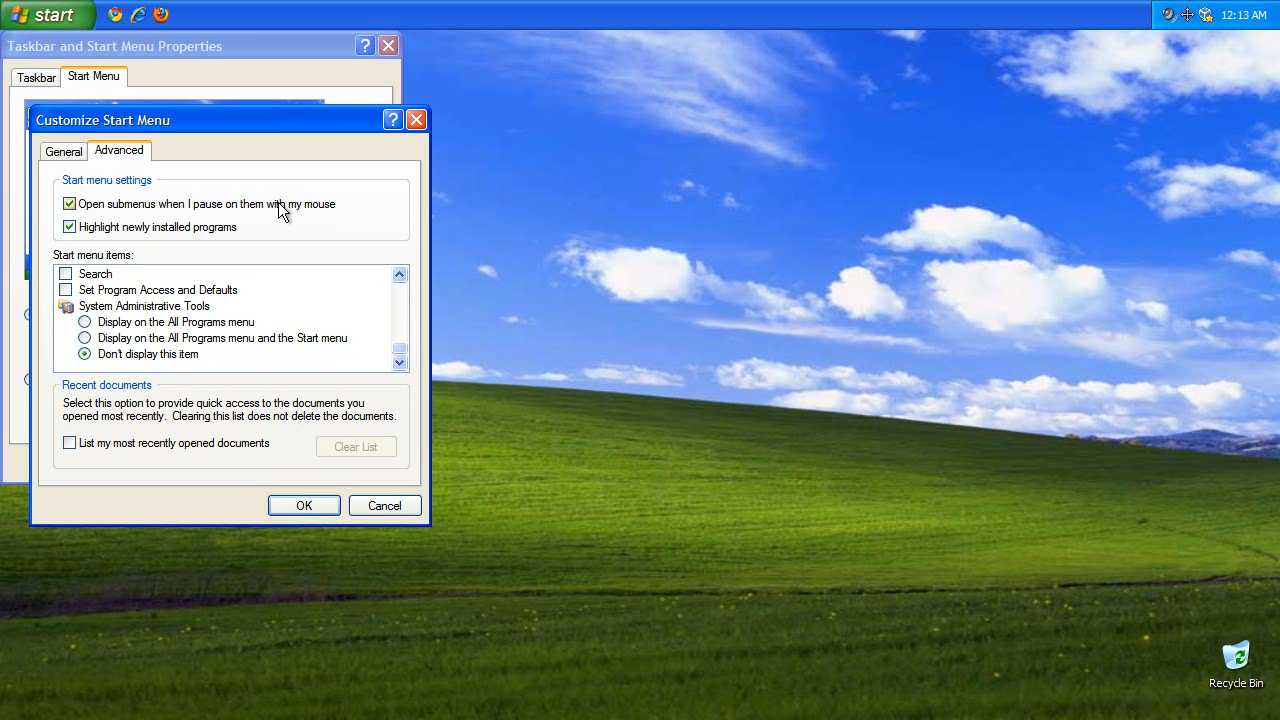 start
12:13 AM
Taskbar and Start Menu Properties
Taskbar
Start Menu
Customize Start Menu
General
Advanced
Start menu settings
Open submenus when I pause on them with my mouse
Highlight newly installed programs
Start menu items:
Search
Set Program Access and Defaults
System Administrative Tools
Display on the All Programs menu
Display on the All Programs menu and the Start menu
Don't display this item
Recent documents
Select this option to provide quick access to the documents you
opened most recently. Clearing this list does not delete the documents.
List my most recently opened documents
Clear List
OK
Cancel
Recycle Bin